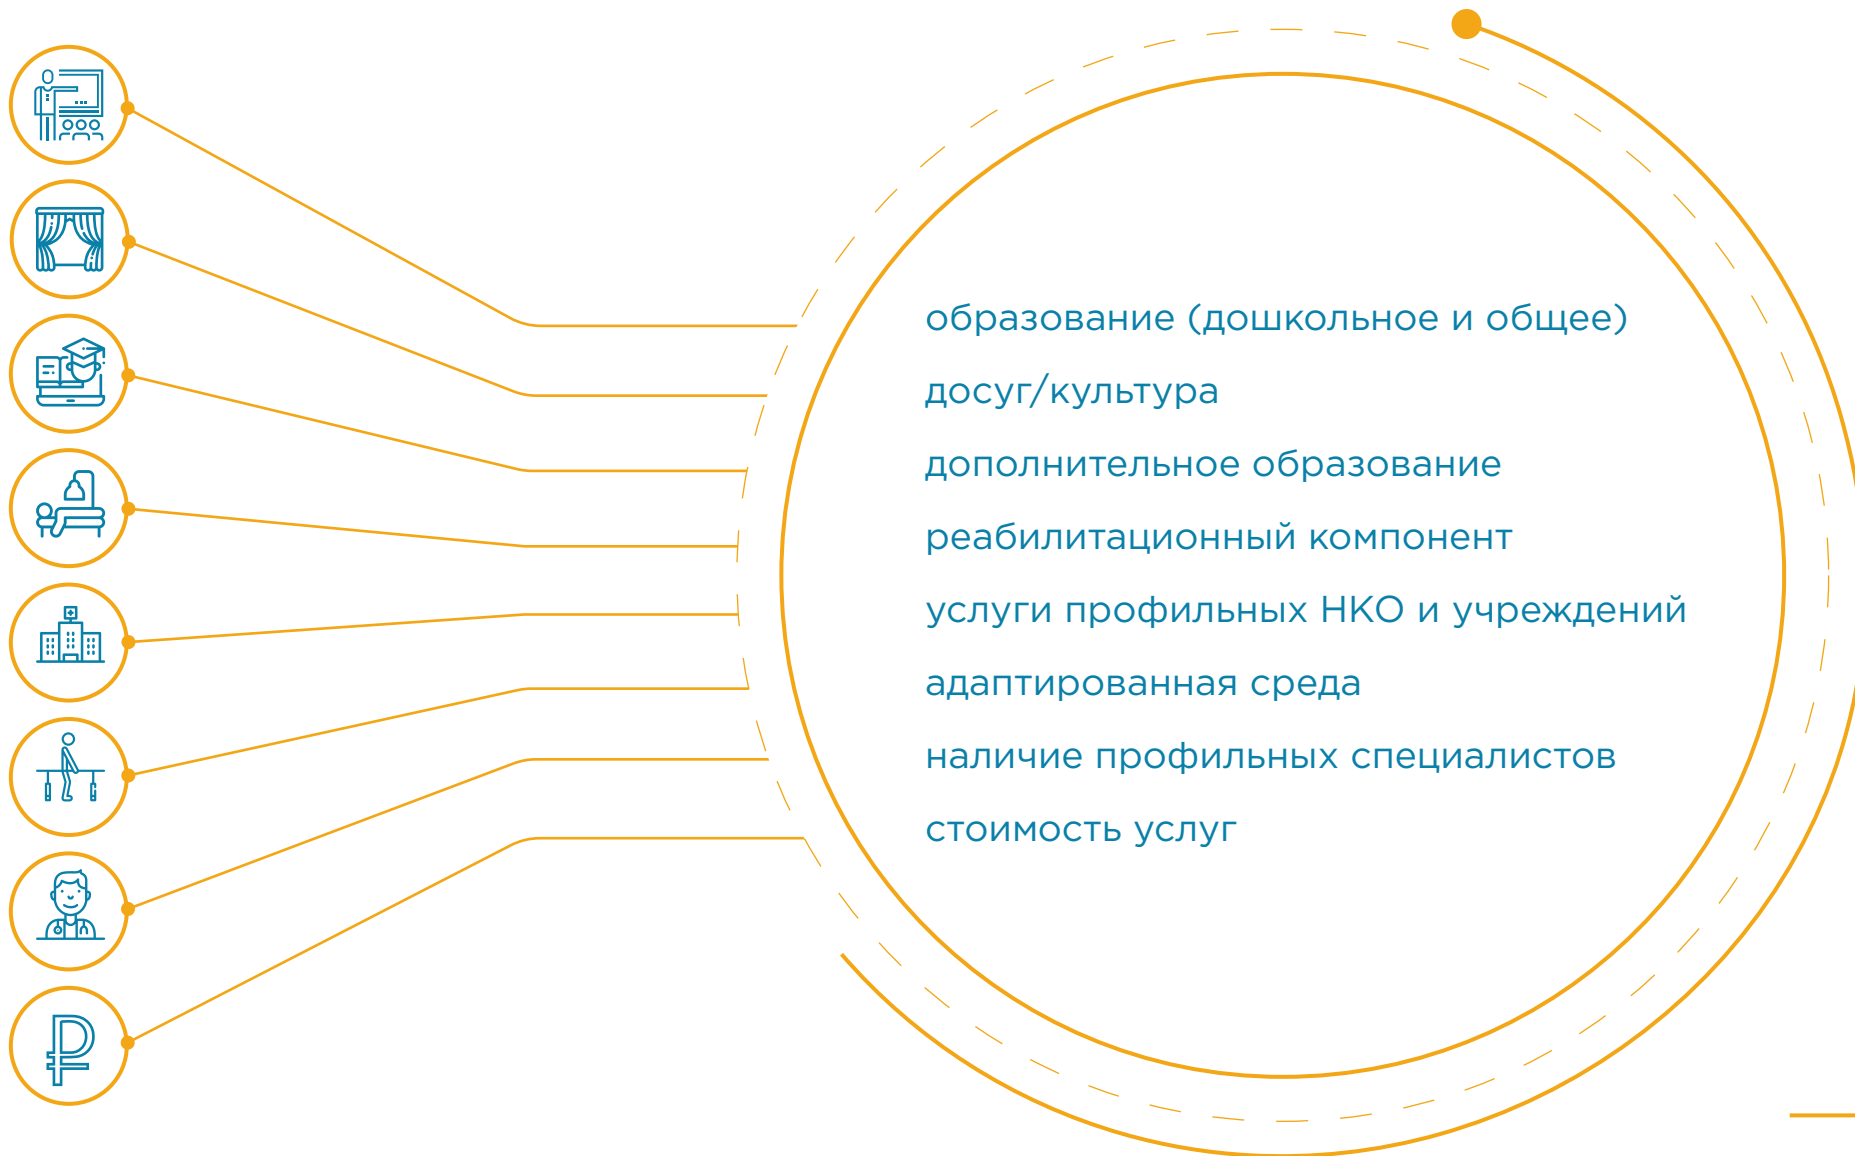 образование (дошкольное и общее)
досуг/культура
дополнительное образование
реабилитационный компонент
услуги профильных НКО и учреждений
адаптированная среда
наличие профильных специалистов
стоимость услуг